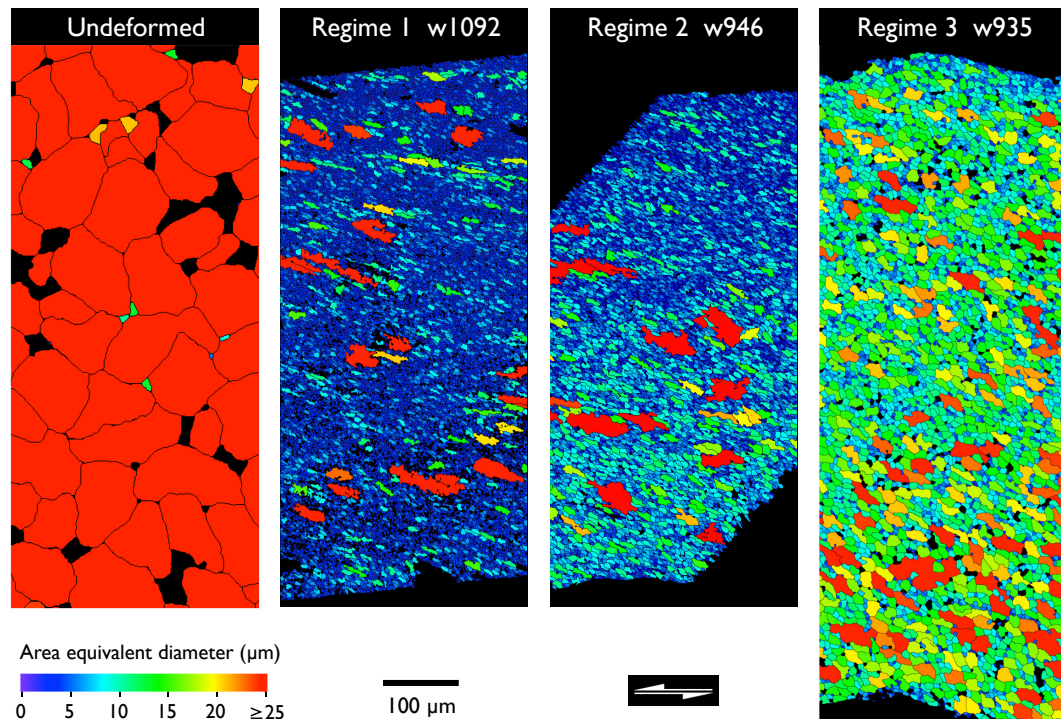 Undeformed
Regime 1 w1092
Regime 2 w946
Regime 3 w935
Area equivalent diameter (µm)
0 5 10 15 20 ≥25
100 µm